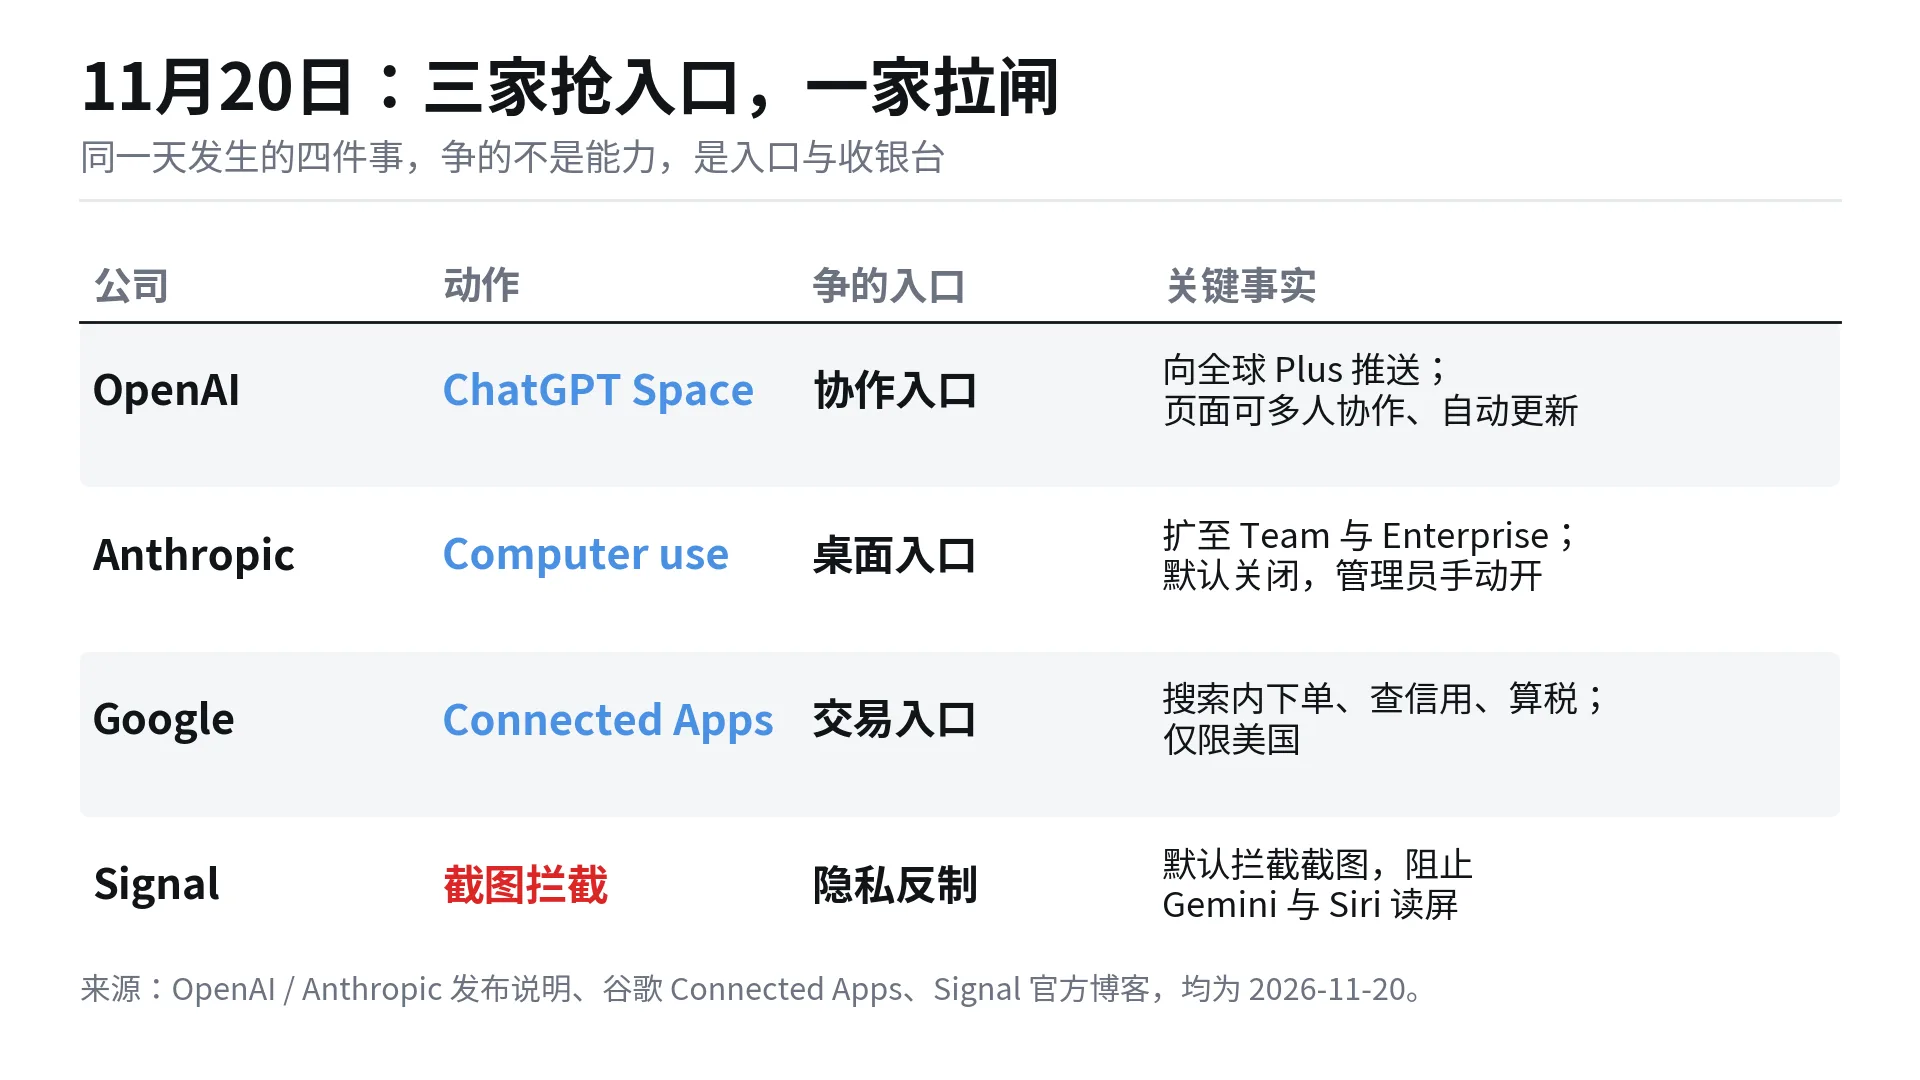 11月20日：三家抢入口，一家拉闸
同一天发生的四件事，争的不是能力，是入口与收银台
公司 动作 争的入口 关键事实
OpenAI ChatGPT Space 协作入口
向全球 Plus 推送；
页面可多人协作、自动更新
Anthropic Computer use 桌面入口
扩至 Team 与 Enterprise；
默认关闭，管理员手动开
Google Connected Apps 交易入口
搜索内下单、查信用、算税；
仅限美国
Signal 截图拦截 隐私反制
默认拦截截图，阻止
Gemini 与 Siri 读屏
来源：OpenAI / Anthropic 发布说明、谷歌 Connected Apps、Signal 官方博客，均为 2026-11-20。